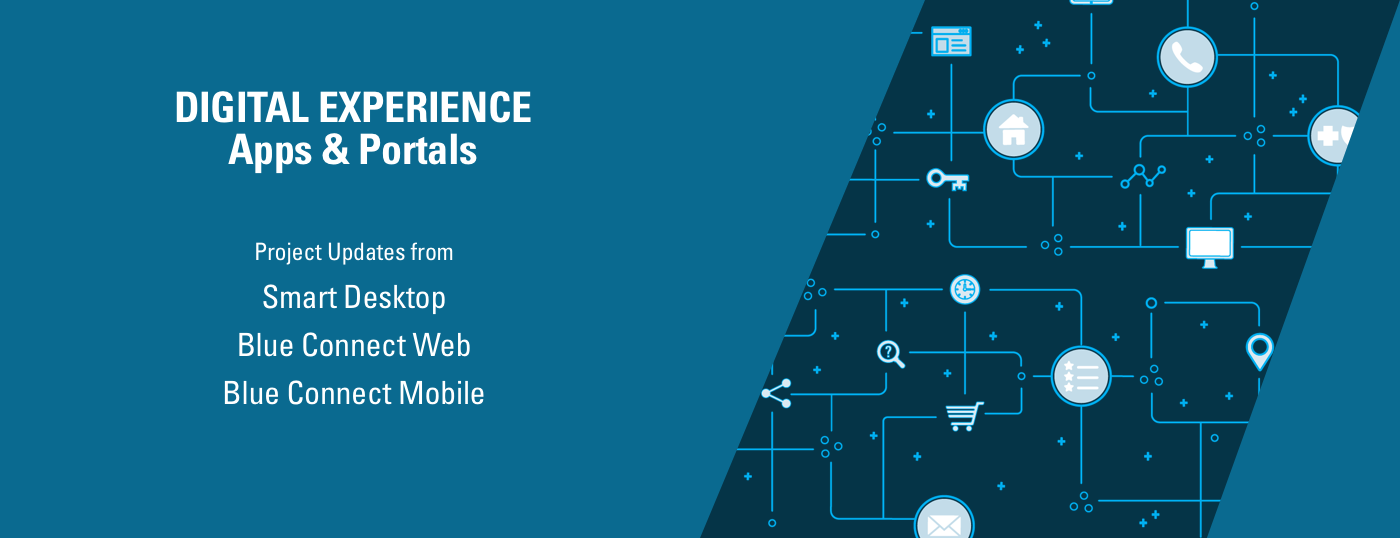 DIGITAL EXPERIENCE
Apps & Portals
Project Updates from
Smart Desktop
Blue Connect Web
Blue Connect Mobile
?